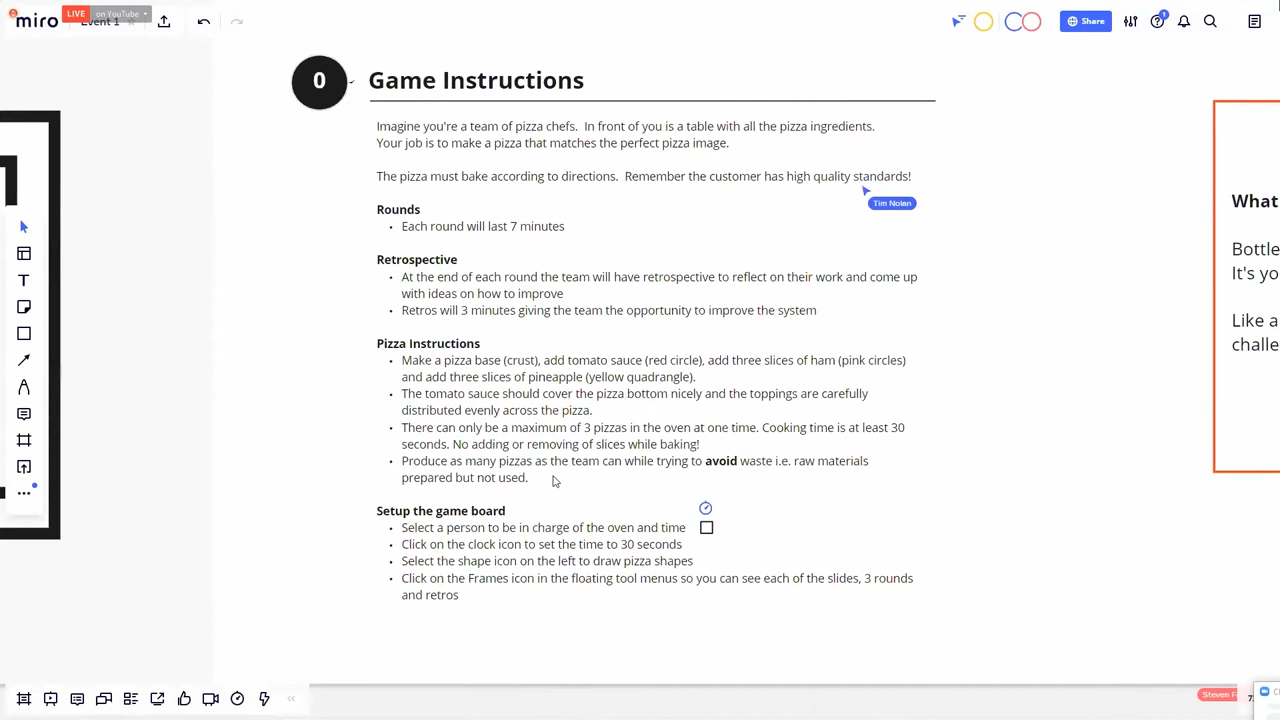 LIVE on YouTube
miro
Event 1
Share
1
0
Game Instructions
Imagine you're a team of pizza chefs. In front of you is a table with all the pizza ingredients.
Your job is to make a pizza that matches the perfect pizza image.
The pizza must bake according to directions. Remember the customer has high quality standards!
Tim Nolan
Rounds
• Each round will last 7 minutes
Retrospective
• At the end of each round the team will have retrospective to reflect on their work and come up
with ideas on how to improve
• Retros will 3 minutes giving the team the opportunity to improve the system
Pizza Instructions
• Make a pizza base (crust), add tomato sauce (red circle), add three slices of ham (pink circles)
and add three slices of pineapple (yellow quadrangle).
• The tomato sauce should cover the pizza bottom nicely and the toppings are carefully
distributed evenly across the pizza.
• There can only be a maximum of 3 pizzas in the oven at one time. Cooking time is at least 30
seconds. No adding or removing of slices while baking!
• Produce as many pizzas as the team can while trying to avoid waste i.e. raw materials
prepared but not used.
Setup the game board
• Select a person to be in charge of the oven and time
• Click on the clock icon to set the time to 30 seconds
• Select the shape icon on the left to draw pizza shapes
• Click on the Frames icon in the floating tool menus so you can see each of the slides, 3 rounds
and retros
What
Bottle
It's yo
Like a
challe
Steven